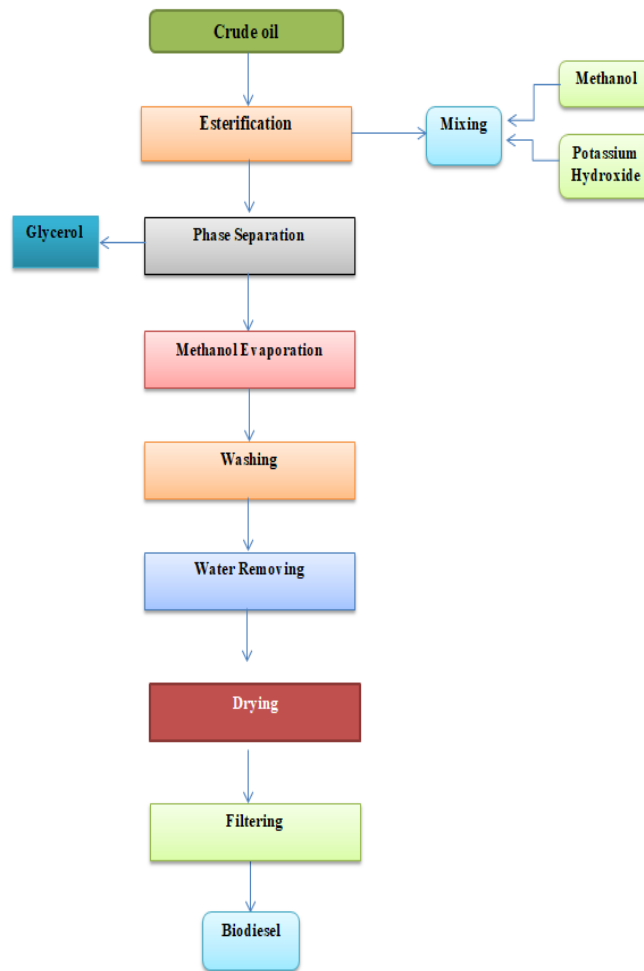 Crude oil
Methanol
Esterification
Mixing
Potassium
Hydroxide
Glycerol
Phase Separation
Methanol Evaporation
Washing
Water Removing
Drying
Filtering
Biodiesel